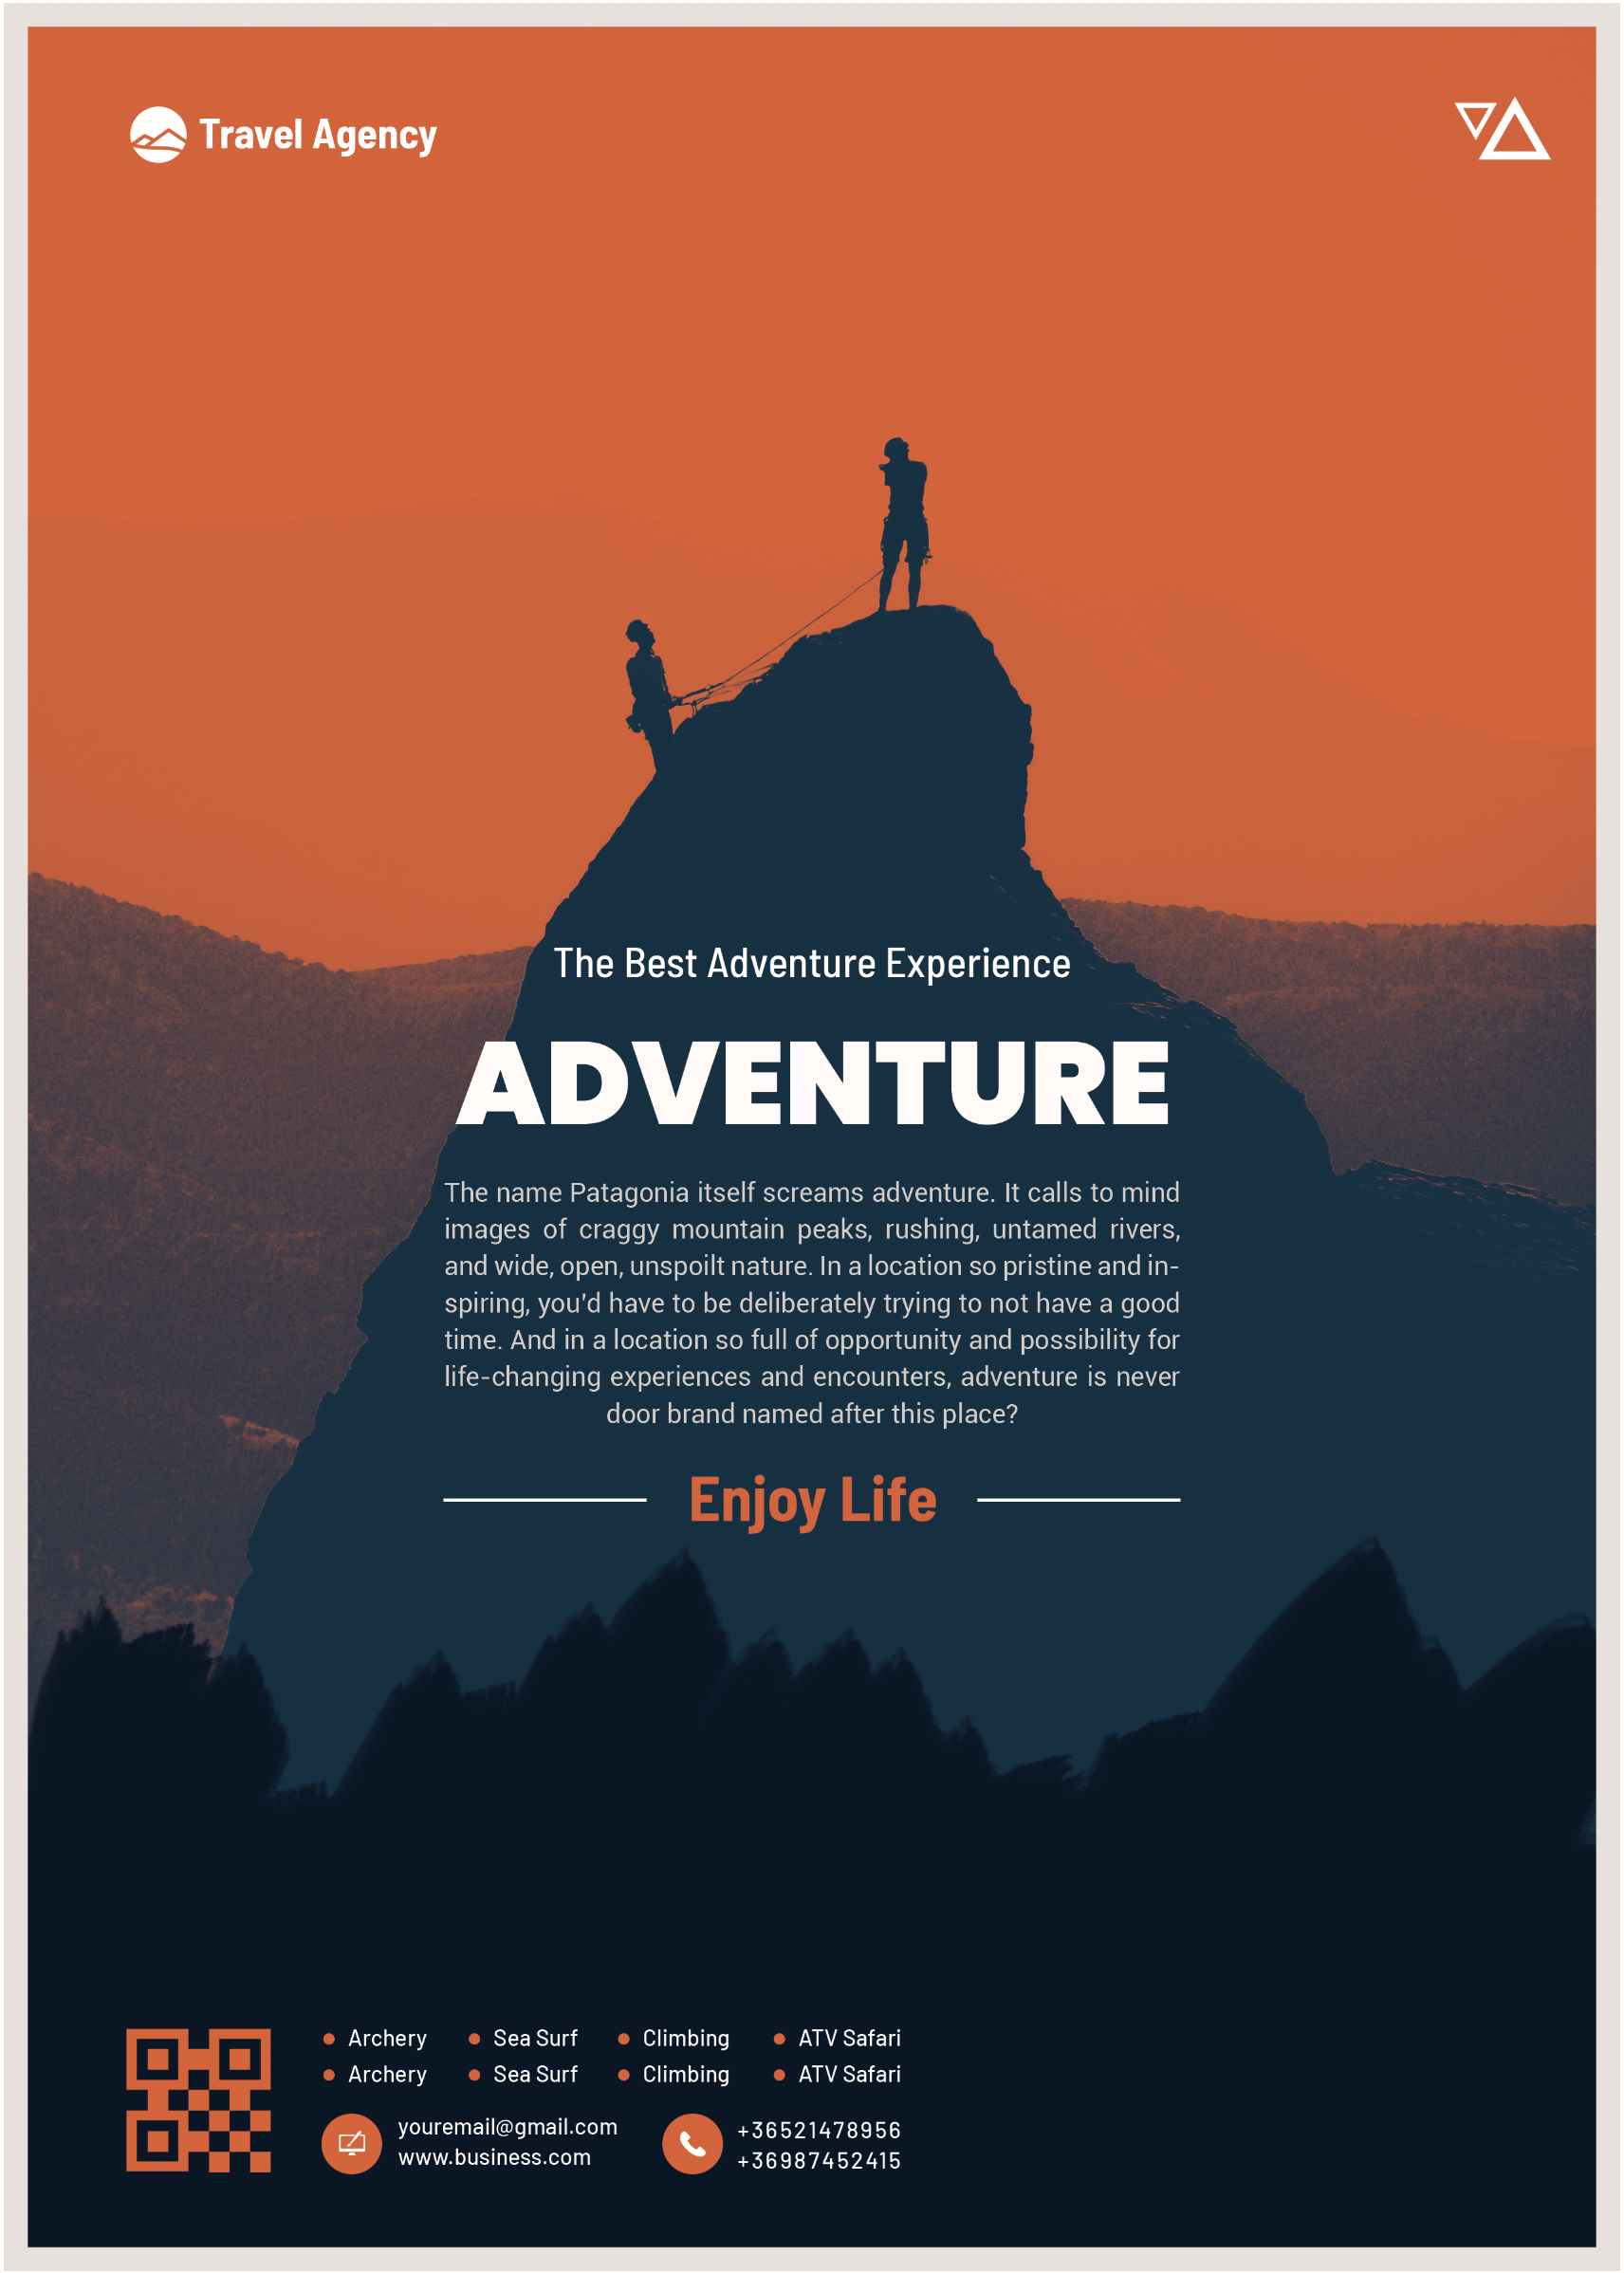 Travel Agency
The Best Adventure Experience
ADVENTURE
The name Patagonia itself screams adventure. It calls to mind
images of craggy mountain peaks, rushing, untamed rivers,
and wide, open, unspoilt nature. In a location so pristine and in-
spiring, you'd have to be deliberately trying to not have a good
time. And in a location so full of opportunity and possibility for
life-changing experiences and encounters, adventure is never
door brand named after this place?
Enjoy Life
Archery Sea Surf Climbing ATV Safari
Archery Sea Surf Climbing ATV Safari
youremail@gmail.com
www.business.com
+36521478956
+36987452415